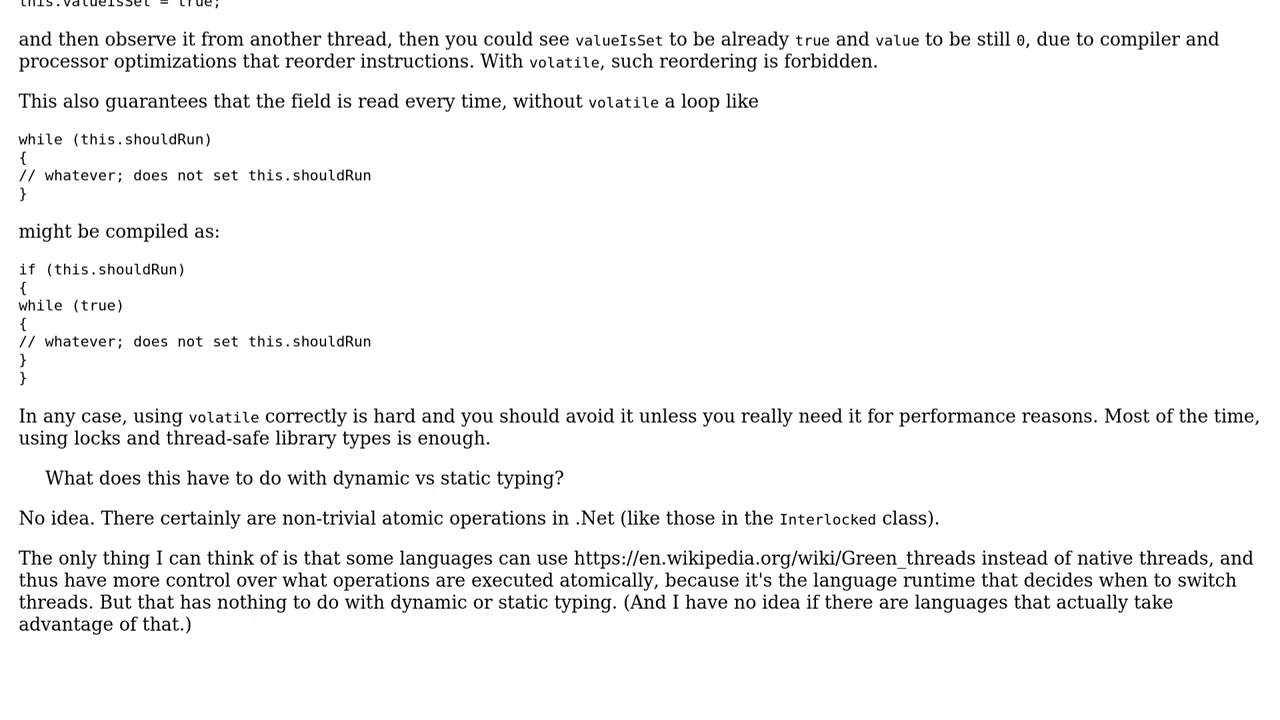 this.valueIsSet = true;
and then observe it from another thread, then you could see valueIsSet to be already true and value to be still 0, due to compiler and
processor optimizations that reorder instructions. With volatile, such reordering is forbidden.
This also guarantees that the field is read every time, without volatile a loop like
while (this.shouldRun)
{
// whatever; does not set this.shouldRun
}
might be compiled as:
if (this.shouldRun)
{
while (true)
{
// whatever; does not set this.shouldRun
}
}
In any case, using volatile correctly is hard and you should avoid it unless you really need it for performance reasons. Most of the time,
using locks and thread-safe library types is enough.
What does this have to do with dynamic vs static typing?
No idea. There certainly are non-trivial atomic operations in .Net (like those in the Interlocked class).
The only thing I can think of is that some languages can use https://en.wikipedia.org/wiki/Green_threads instead of native threads, and
thus have more control over what operations are executed atomically, because it's the language runtime that decides when to switch
threads. But that has nothing to do with dynamic or static typing. (And I have no idea if there are languages that actually take
advantage of that.)